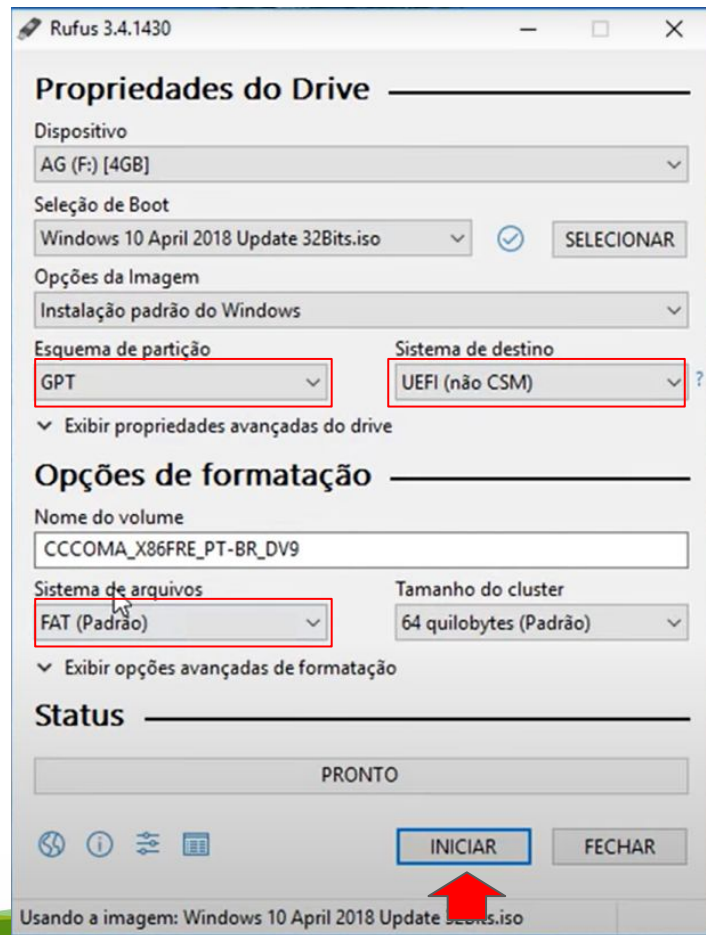 Rufus 3.4.1430
Propriedades do Drive
Dispositivo
AG (F:) [4GB]
Seleção de Boot
Windows 10 April 2018 Update 32Bits.iso
SELECIONAR
Opções da Imagem
Instalação padrão do Windows
Esquema de partição
Sistema de destino
GPT
UEFI (não CSM)
?
Exibir propriedades avançadas do drive
Opções de formatação
Nome do volume
CCCOMA_X86FRE_PT-BR_DV9
Sistema de arquivos
Tamanho do cluster
FAT (Padrão)
64 quilobytes (Padrão)
Exibir opções avançadas de formatação
Status
PRONTO
INICIAR
FECHAR
Usando a imagem: Windows 10 April 2018 Update 32Bits.iso